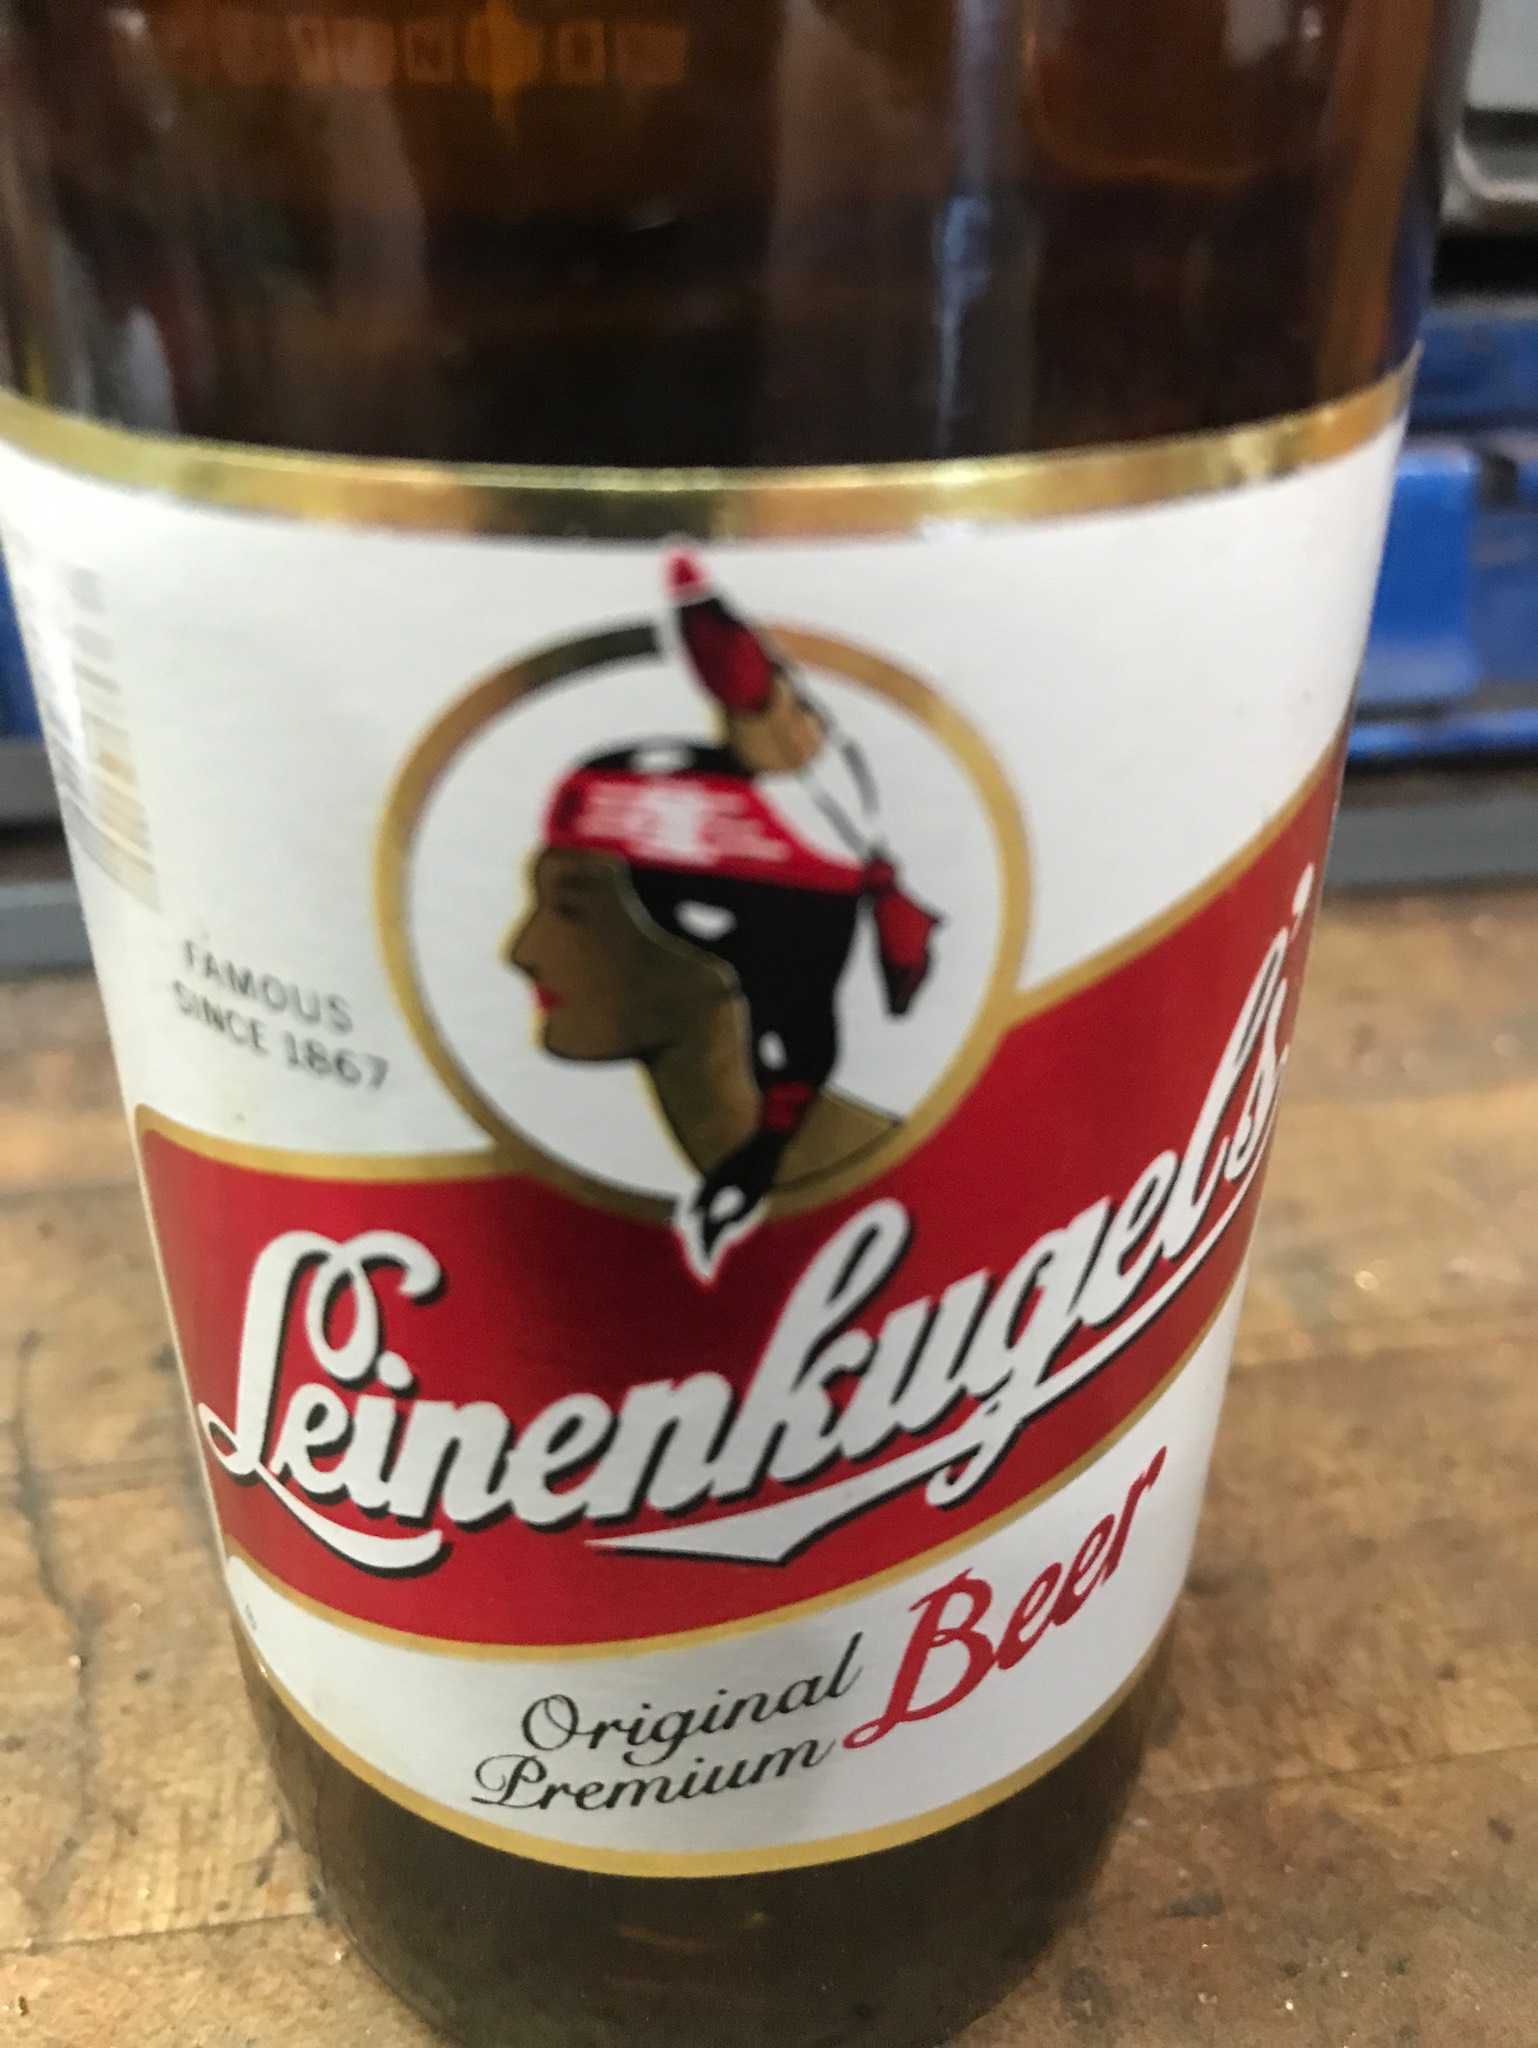 FAMOUS
SINCE 1867
Leinenkugel's
Original
Premium
Beer